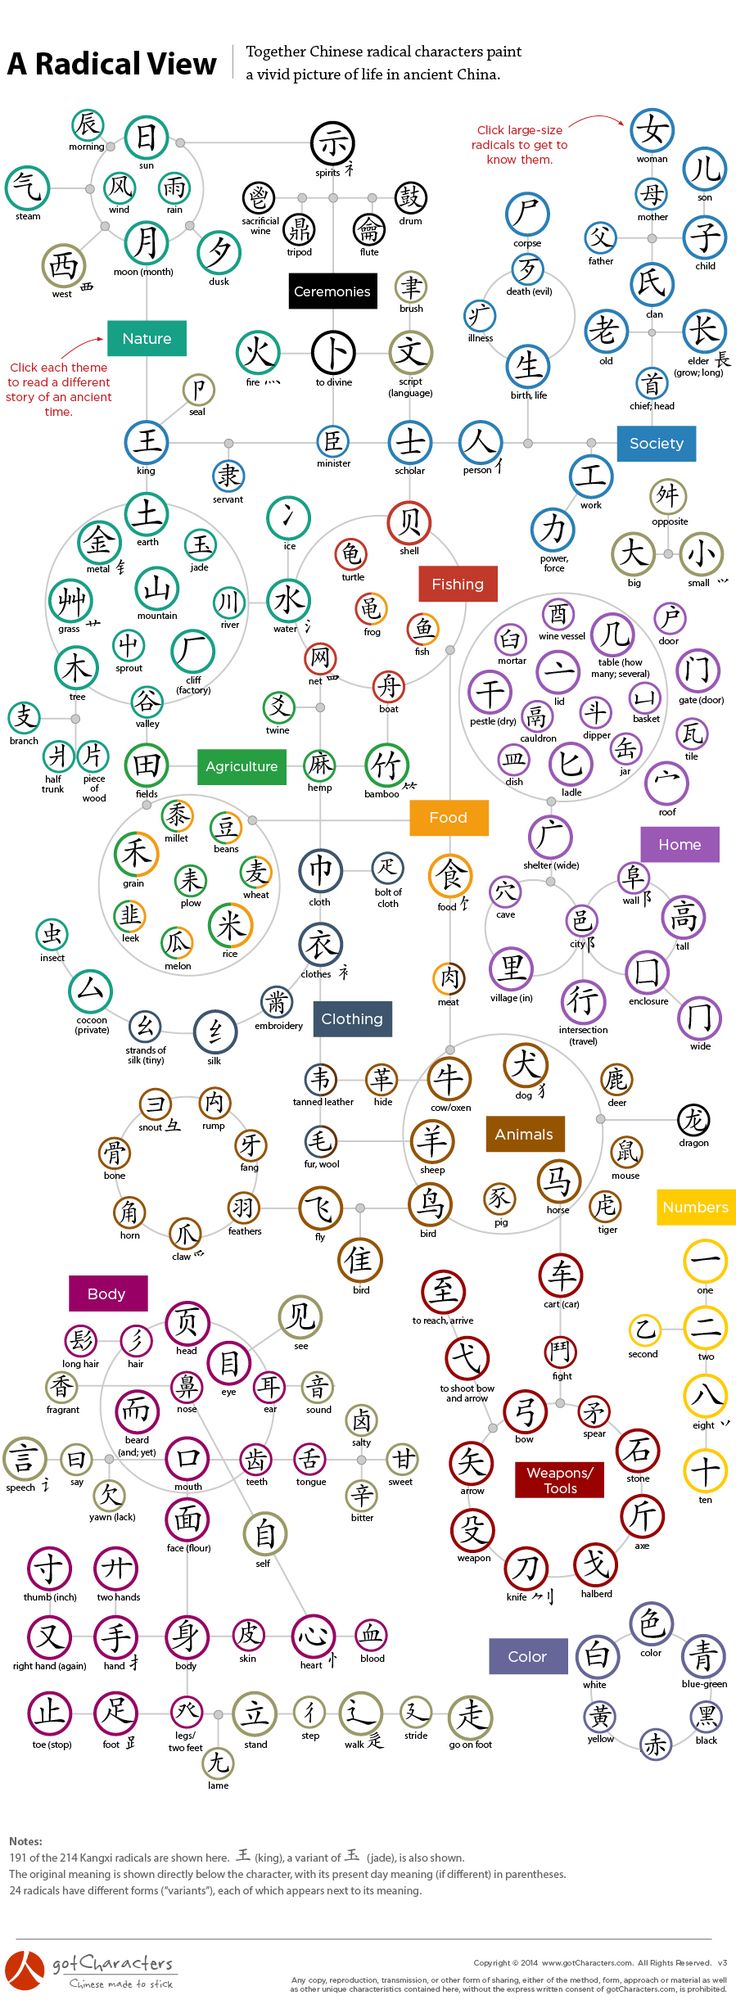 A Radical View
Together Chinese radical characters paint
a vivid picture of life in ancient China.
Click large-size
radicals to get to
know them.
辰
morning
日
sun
示
spirits 礻
女
woman
儿
son
气
steam
风
wind
雨
rain
鬯
sacrificial
wine
鼎
tripod
龠
flute
鼓
drum
尸
corpse
母
mother
父
father
子
child
西
west 覀
月
moon (month)
夕
dusk
歹
death (evil)
氏
clan
Ceremonies
聿
brush
疒
illness
老
old
长
elder 長
(grow; long)
Nature
Click each theme
to read a different
story of an ancient
time.
火
fire 灬
卜
to divine
文
script
(language)
生
birth, life
首
chief; head
卩
seal
王
king
隶
servant
臣
minister
士
scholar
人
person 亻
Society
工
work
力
power,
force
舛
opposite
大
big
小
small ⺌
土
earth
金
metal 钅
玉
jade
艸
grass 艹
山
mountain
川
river
屮
sprout
厂
cliff
(factory)
木
tree
谷
valley
冫
ice
水
water 氵
贝
shell
龟
turtle
黾
frog
鱼
fish
Fishing
网
net 罒
舟
boat
支
branch
爿
half
trunk
片
piece
of
wood
爻
twine
田
fields
Agriculture
麻
hemp
竹
bamboo ⺮
臼
mortar
酉
wine vessel
几
table (how
many; several)
户
door
干
pestle (dry)
亠
lid
门
gate (door)
鬲
cauldron
斗
dipper
凵
basket
皿
dish
匕
ladle
缶
jar
瓦
tile
宀
roof
黍
millet
豆
beans
Food
禾
grain
耒
plow
麦
wheat
韭
leek
瓜
melon
米
rice
巾
cloth
疋
bolt of
cloth
食
food 饣
广
shelter (wide)
Home
穴
cave
阜
wall 阝
邑
city 阝
高
tall
里
village (in)
行
intersection
(travel)
囗
enclosure
冂
wide
虫
insect
厶
cocoon
(private)
幺
strands of
silk (tiny)
纟
silk
黹
embroidery
衣
clothes 衤
Clothing
肉
meat
韦
tanned leather
革
hide
牛
cow/oxen
犬
dog 犭
鹿
deer
龙
dragon
毛
fur, wool
羊
sheep
Animals
鼠
mouse
彐
snout 彑
禸
rump
骨
bone
牙
fang
角
horn
爪
claw 爫
羽
feathers
飞
fly
鸟
bird
隹
bird
豕
pig
马
horse
虍
tiger
Numbers
一
one
乙
second
二
two
八
eight 丷
十
ten
Body
页
head
见
see
髟
long hair
彡
hair
目
eye
香
fragrant
鼻
nose
耳
ear
音
sound
而
beard
(and; yet)
卤
salty
言
speech 讠
曰
say
口
mouth
齿
teeth
舌
tongue
甘
sweet
欠
yawn (lack)
辛
bitter
面
face (flour)
自
self
至
to reach, arrive
车
cart (car)
弋
to shoot bow
and arrow
鬥
fight
弓
bow
矛
spear
矢
arrow
石
stone
Weapons/
Tools
殳
weapon
斤
axe
刀
knife ⺈刂
戈
halberd
寸
thumb (inch)
廾
two hands
又
right hand (again)
手
hand 扌
身
body
皮
skin
心
heart 忄
血
blood
止
toe (stop)
足
foot ⻊
癶
legs/
two feet
立
stand
彳
step
辶
walk 辵
廴
stride
走
go on foot
尢
lame
Color
色
color
白
white
青
blue-green
黄
yellow
赤
黑
black
Notes:
191 of the 214 Kangxi radicals are shown here. 王 (king), a variant of 玉 (jade), is also shown.
The original meaning is shown directly below the character, with its present day meaning (if different) in parentheses.
24 radicals have different forms ("variants"), each of which appears next to its meaning.
gotCharacters
Chinese made to stick
Copyright © 2014 www.gotCharacters.com. All Rights Reserved. v3
Any copy, reproduction, transmission, or other form of sharing, either of the method, form, approach or material as well
as other unique characteristics contained here, without the express written consent of gotCharacters.com, is prohibited.